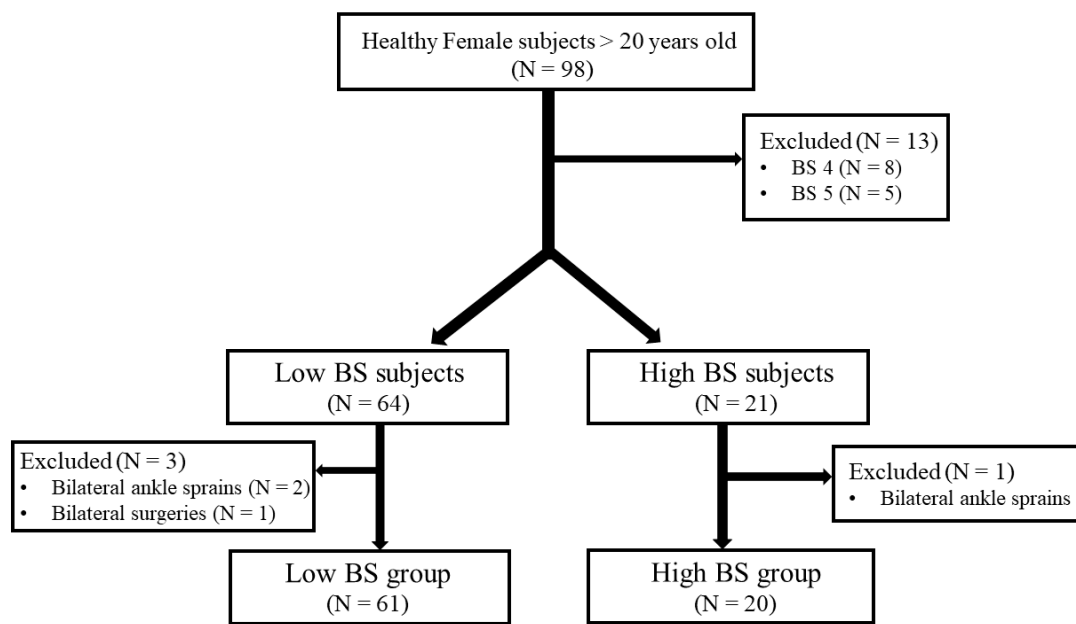 Healthy Female subjects > 20 years old
(N = 98)
Excluded (N = 13)
• BS 4 (N = 8)
• BS 5 (N = 5)
Low BS subjects
(N = 64)
High BS subjects
(N = 21)
Excluded (N = 3)
• Bilateral ankle sprains (N = 2)
• Bilateral surgeries (N = 1)
Excluded (N = 1)
• Bilateral ankle sprains
Low BS group
(N = 61)
High BS group
(N = 20)